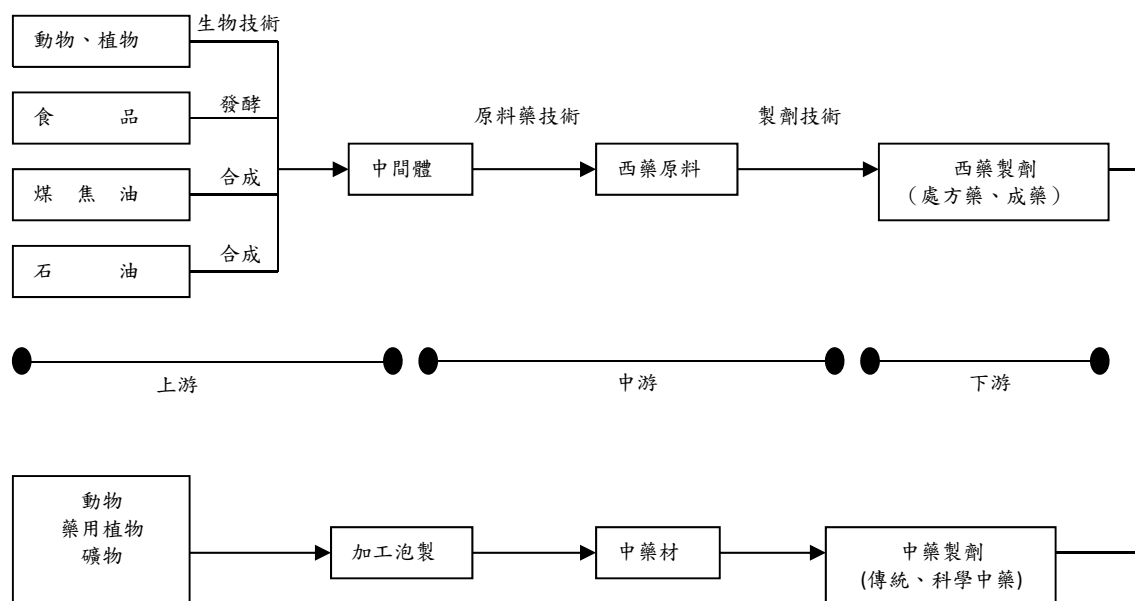 動物、植物
生物技術
食 品
發酵
煤 焦 油
合成
石 油
合成
中間體
原料藥技術
西藥原料
製劑技術
西藥製劑
（處方藥、成藥）
上游
中游
下游
動物
藥用植物
礦物
加工泡製
中藥材
中藥製劑
(傳統、科學中藥)